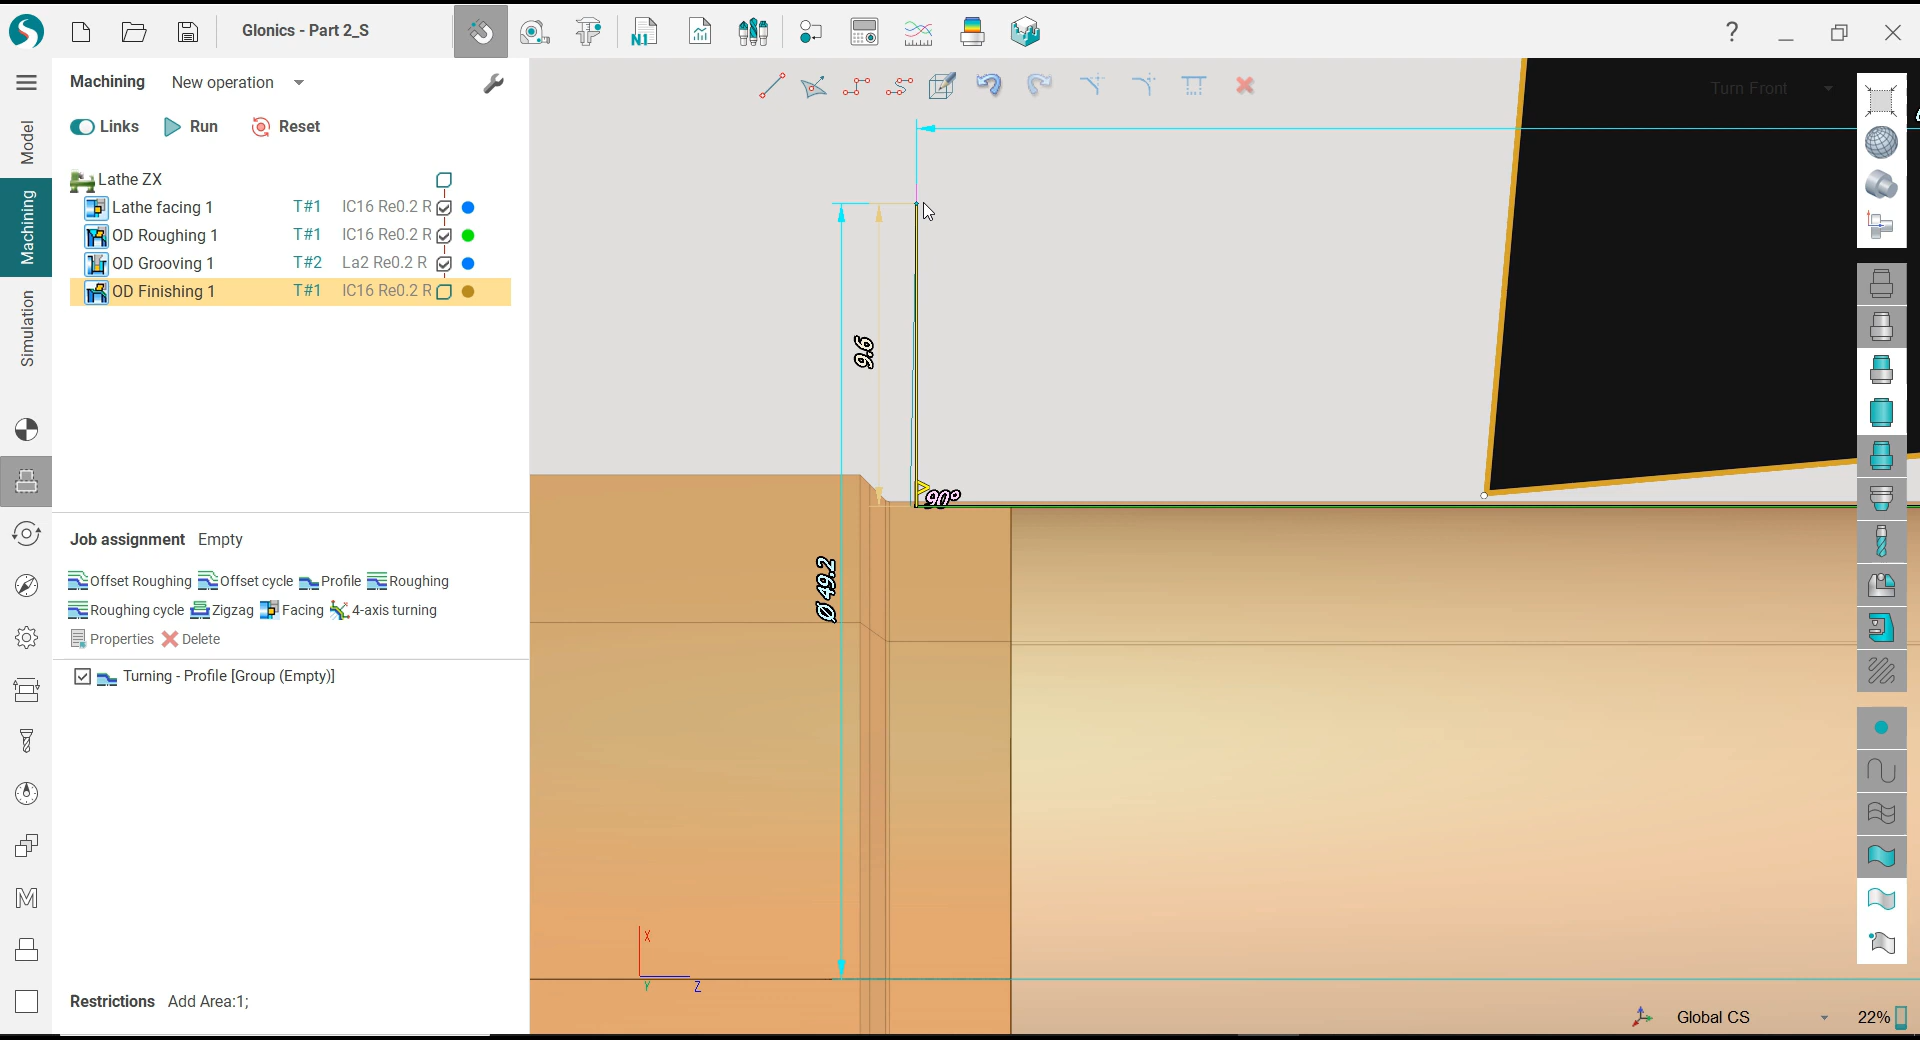 Glonics - Part 2_S
N1
?
Machining New operation
Turn Front
Links Run Reset
Model
Machining
Simulation
Lathe ZX
Lathe facing 1 T#1 IC16 Re0.2 R
OD Roughing 1 T#1 IC16 Re0.2 R
OD Grooving 1 T#2 La2 Re0.2 R
OD Finishing 1 T#1 IC16 Re0.2 R
9.6
90°
Ø 49.2
Job assignment Empty
Offset Roughing Offset cycle Profile Roughing
Roughing cycle Zigzag Facing 4-axis turning
Properties Delete
Turning - Profile [Group (Empty)]
X
Y Z
M
Restrictions Add Area:1;
Global CS 22%